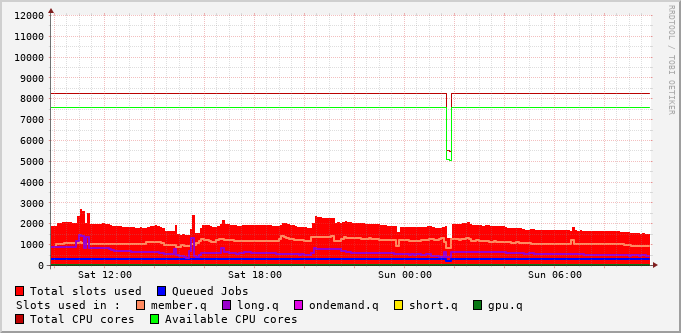 RRDTOOL / TOBI OETIKER
12000
11000
10000
9000
8000
7000
6000
5000
4000
3000
2000
1000
0
Sat 12:00 Sat 18:00 Sun 00:00 Sun 06:00
Total slots used Queued Jobs
Slots used in : member.q long.q ondemand.q short.q gpu.q
Total CPU cores Available CPU cores